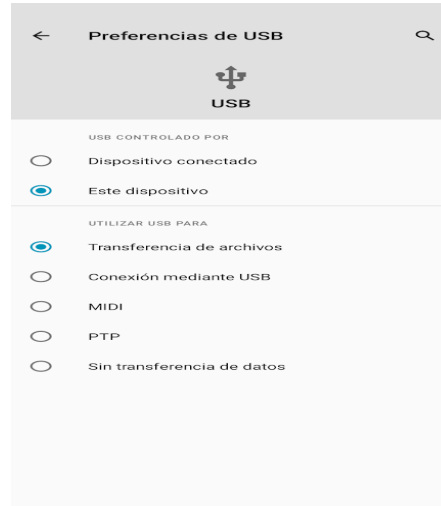 Preferencias de USB
USB
USB CONTROLADO POR
Dispositivo conectado
Este dispositivo
UTILIZAR USB PARA
Transferencia de archivos
Conexión mediante USB
MIDI
PTP
Sin transferencia de datos